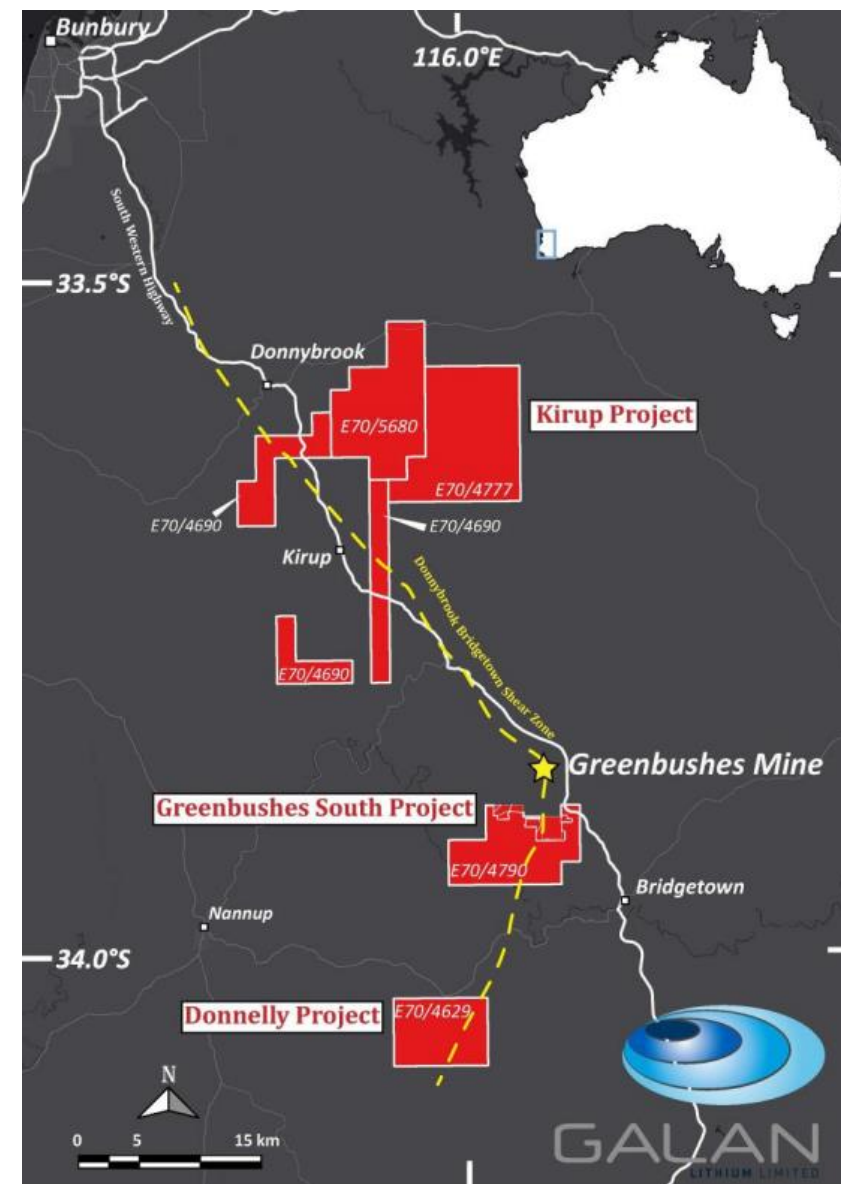 Bunbury
116.0°E
South Western Highway
33.5°S
Donnybrook
Kirup Project
E70/5680
E70/4777
E70/4690
E70/4690
Kirup
Donnybrook Bridgetown Shear Zone
E70/4690
Greenbushes Mine
Greenbushes South Project
E70/4790
Bridgetown
Nannup
34.0°S
Donnelly Project
E70/4629
N
0 5 15 km
GALAN
LITHIUM LIMITED